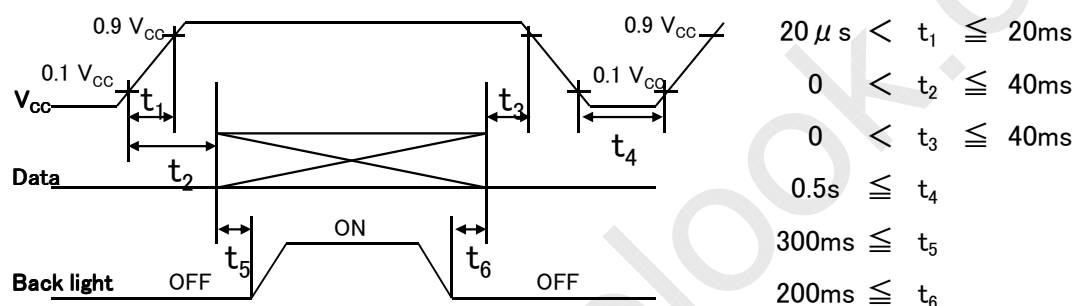 0.9 V_CC
0.9 V_CC
0.1 V_CC
0.1 V_CC
V_CC
t₁
t₃
t₂
t₄
Data
t₅
ON
t₆
Back light
OFF
OFF
20 μs < t₁ ≦ 20ms
0 < t₂ ≦ 40ms
0 < t₃ ≦ 40ms
0.5s ≦ t₄
300ms ≦ t₅
200ms ≦ t₆